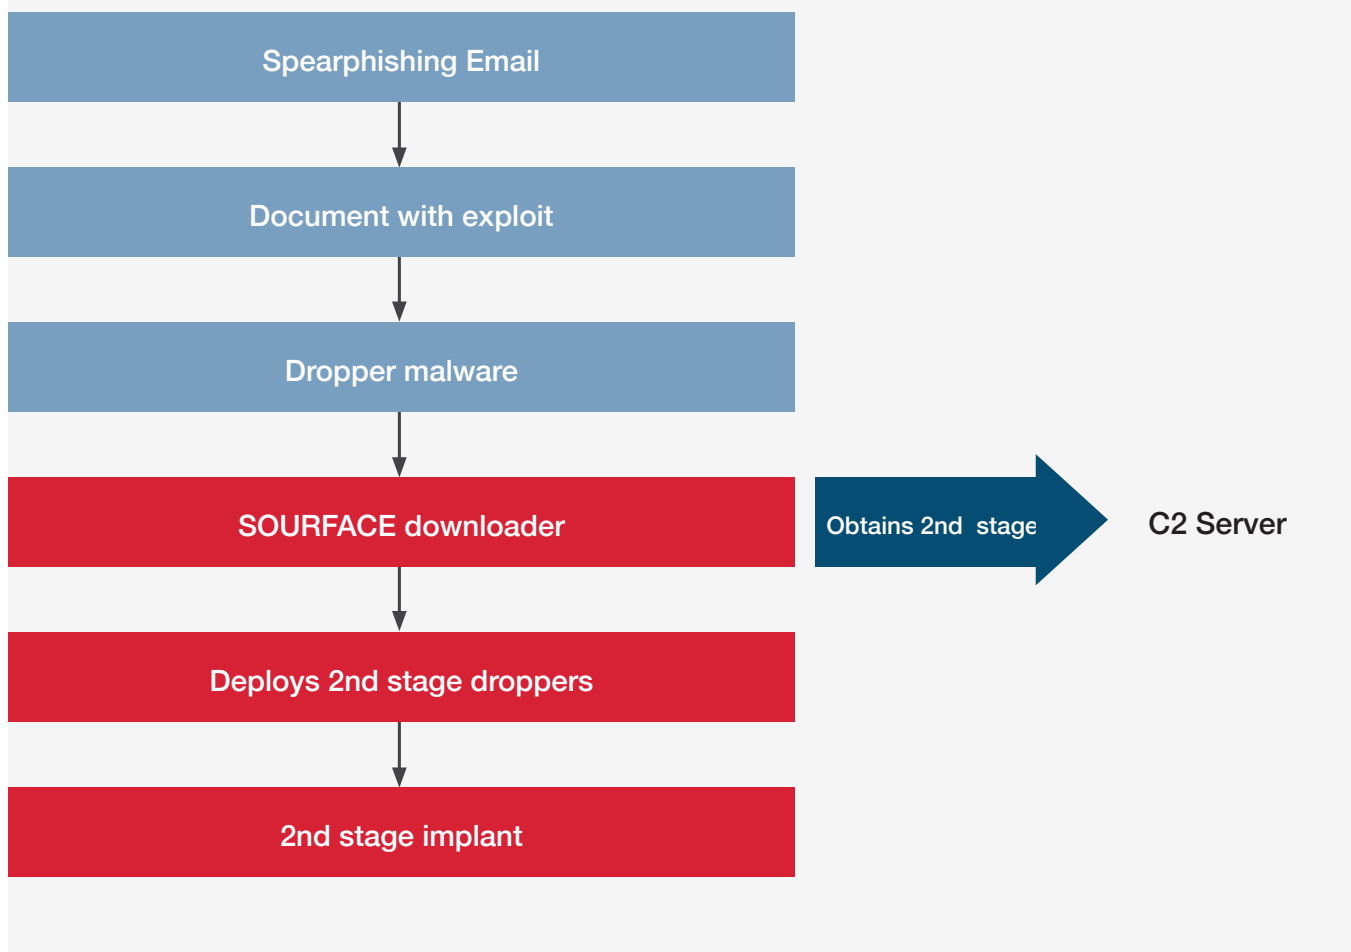 Spearphishing Email
Document with exploit
Dropper malware
SOURFACE downloader
Obtains 2nd stage
C2 Server
Deploys 2nd stage droppers
2nd stage implant